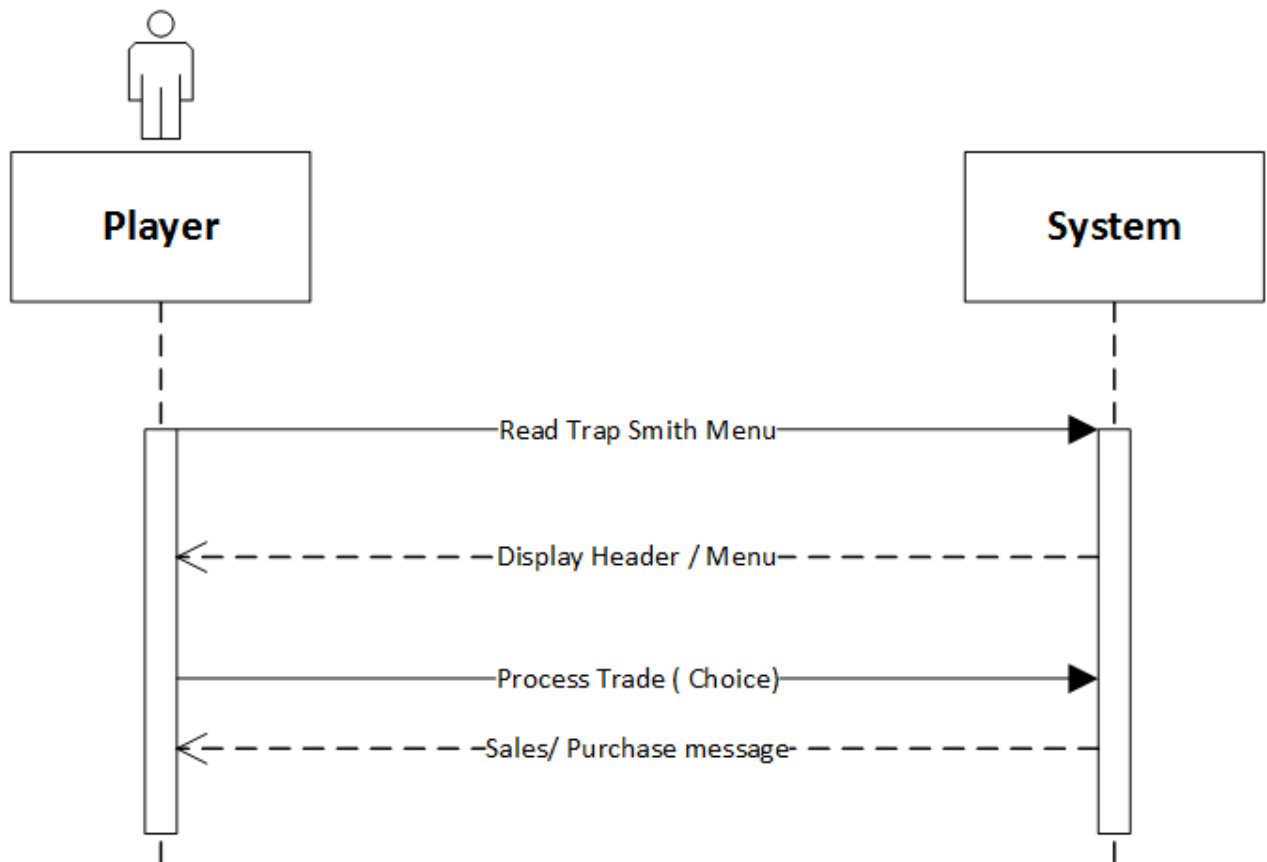 Player
System
Read Trap Smith Menu
Display Header / Menu
Process Trade ( Choice)
Sales/ Purchase message